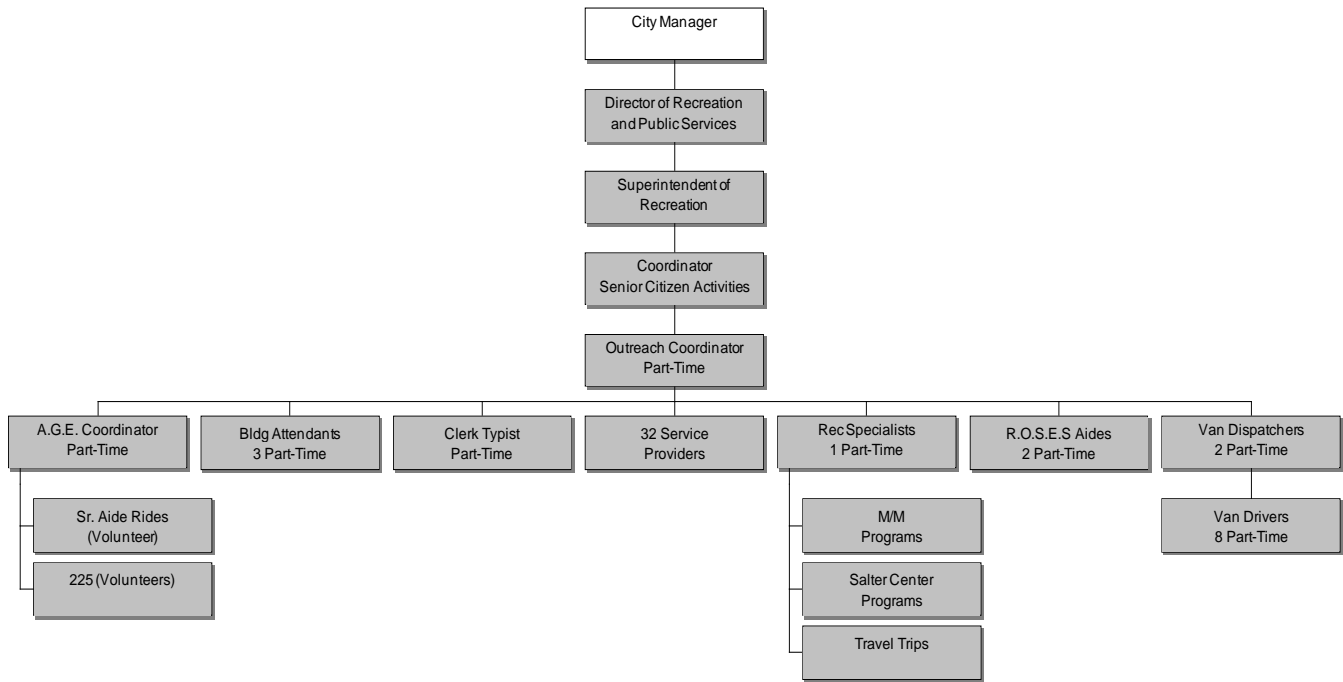 City Manager
Director of Recreation
and Public Services
Superintendent of
Recreation
Coordinator
Senior Citizen Activities
Outreach Coordinator
Part-Time
A.G.E. Coordinator
Part-Time
Bldg Attendants
3 Part-Time
Clerk Typist
Part-Time
32 Service
Providers
Rec Specialists
1 Part-Time
R.O.S.E.S Aides
2 Part-Time
Van Dispatchers
2 Part-Time
Sr. Aide Rides
(Volunteer)
225 (Volunteers)
M/M
Programs
Salter Center
Programs
Travel Trips
Van Drivers
8 Part-Time